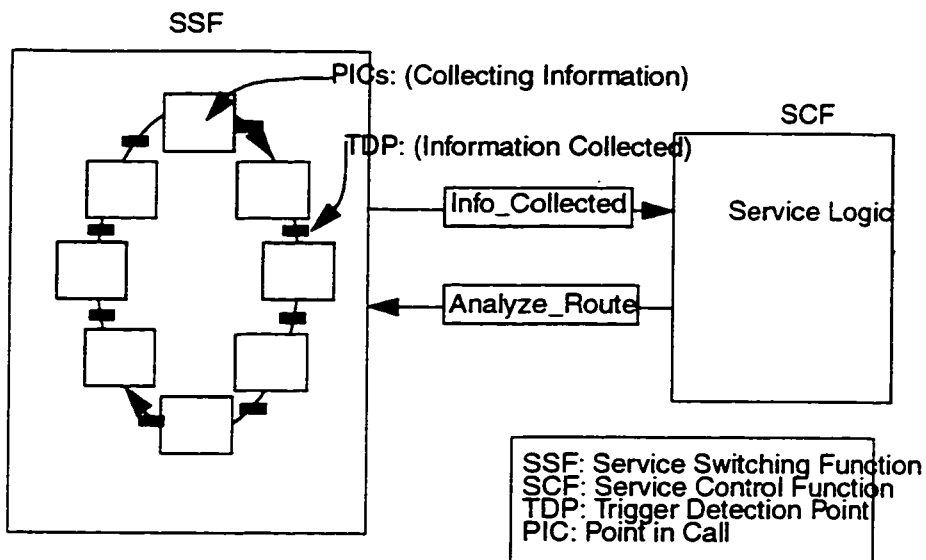 SSF
PICs: (Collecting Information)
SCF
TDP: (Information Collected)
Info_Collected
Service Logic
Analyze_Route
SSF: Service Switching Function
SCF: Service Control Function
TDP: Trigger Detection Point
PIC: Point in Call